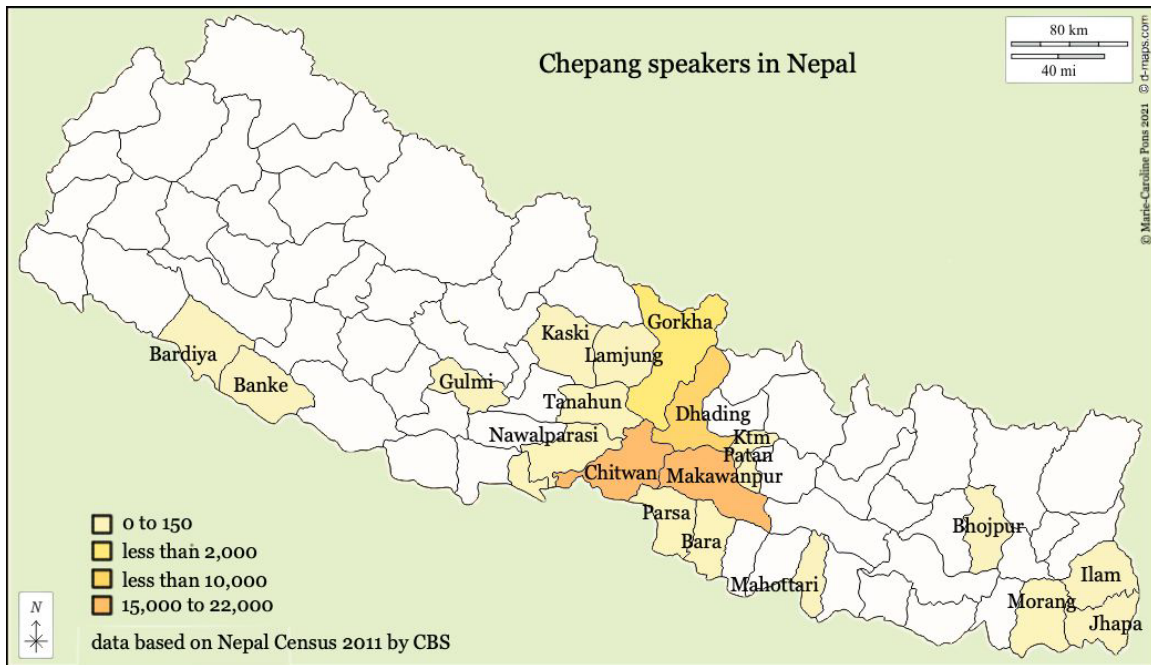 Chepang speakers in Nepal
80 km
40 mi
© Marie-Caroline Pons 2021 © d-maps.com
Gorkha
Kaski
Lamjung
Bardiya
Banke
Gulmi
Tanahun
Dhading
Nawalparasi
Ktm
Patan
Chitwan
Makawanpur
Parsa
Bara
Bhojpur
Mahottari
Ilam
Morang
Jhapa
0 to 150
less than 2,000
less than 10,000
15,000 to 22,000
N
data based on Nepal Census 2011 by CBS